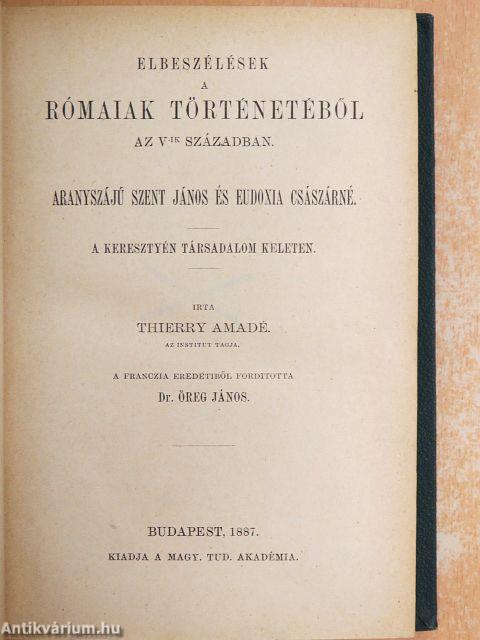 ELBESZÉLÉSEK
A
RÓMAIAK TÖRTÉNETÉBŐL
AZ V-IK SZÁZADBAN.
ARANYSZÁJÚ SZENT JÁNOS ÉS EUDOXIA CSÁSZÁRNÉ.
A KERESZTYÉN TÁRSADALOM KELETEN.
IRTA
THIERRY AMADÉ.
AZ INSTITUT TAGJA.
A FRANCZIA EREDETIBŐL FORDITOTTA
Dr. ÖREG JÁNOS.
BUDAPEST, 1887.
KIADJA A MAGY. TUD. AKADÉMIA.
Antikvárium.hu